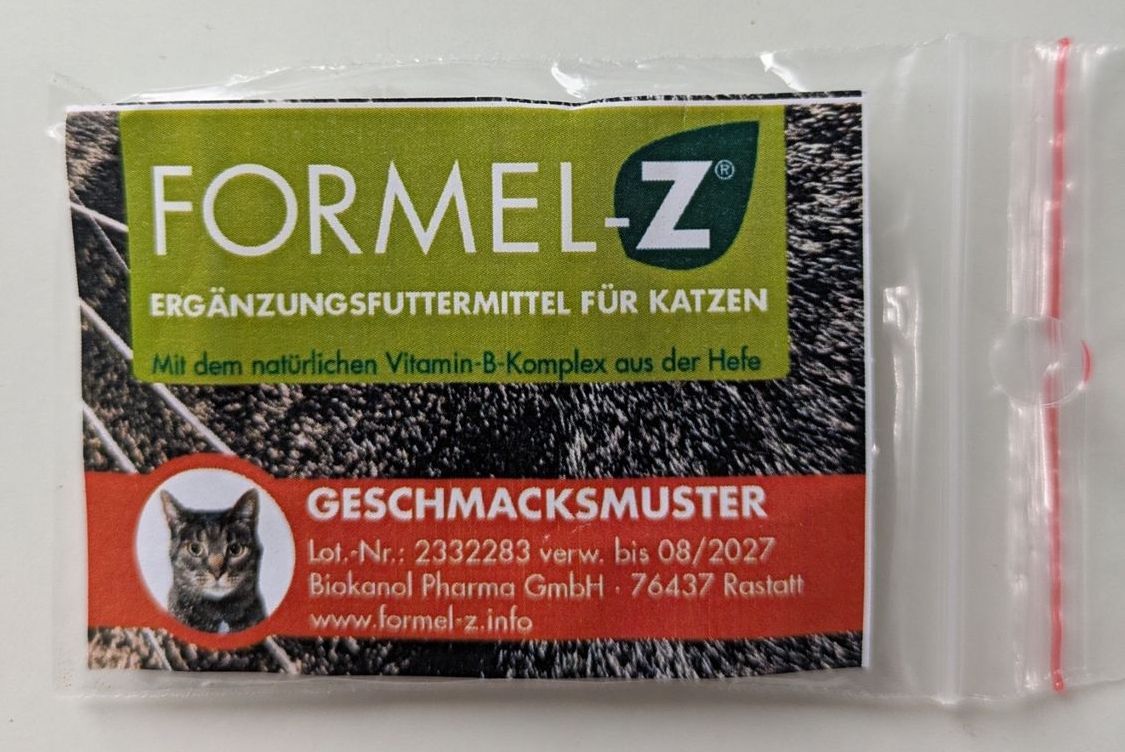 FORMEL-Z®
ERGÄNZUNGSFUTTERMITTEL FÜR KATZEN
Mit dem natürlichen Vitamin-B-Komplex aus der Hefe
GESCHMACKSMUSTER
Lot.-Nr.: 2332283 verw. bis 08/2027
Biokanol Pharma GmbH · 76437 Rastatt
www.formel-z.info